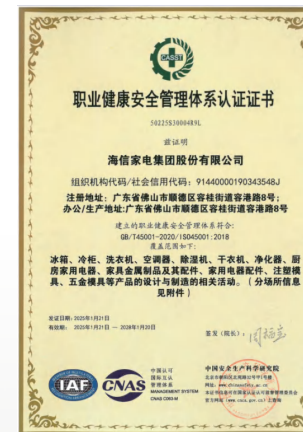 CASST
职业健康安全管理体系认证证书
50225S30004R9L
兹证明
海信家电集团股份有限公司
组织机构代码/社会信用代码：91440000190343548J
注册地址：广东省佛山市顺德区容桂街道容港路8号；
办公/生产地址:广东省佛山市顺德区容桂街道容港路8号
建立的职业健康安全管理体系符合:
GB/T45001-2020/ISO45001:2018
覆盖范围如下:
冰箱、冷柜、洗衣机、空调器、除湿机、干衣机、净化器、厨
房家用电器、家具金属制品及其配件、家用电器配件、注塑模
具、五金模具等产品的设计与制造的相关活动。（分场所信息
见附件）
发证日期：2025年1月21日
有效期：2025年1月21日 — 2028年1月20日
签发（院长）：
IAF
CNAS
中国认可
国际互认
管理体系
MANAGEMENT SYSTEM
中国安全生产科学研究院